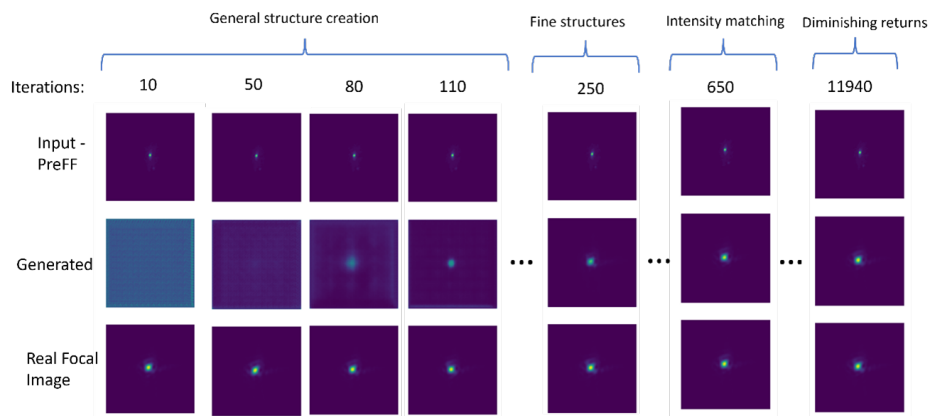 General structure creation
Fine structures
Intensity matching
Diminishing returns
Iterations:
10
50
80
110
250
650
11940
Input -
PreFF
Generated
...
...
...
Real Focal
Image